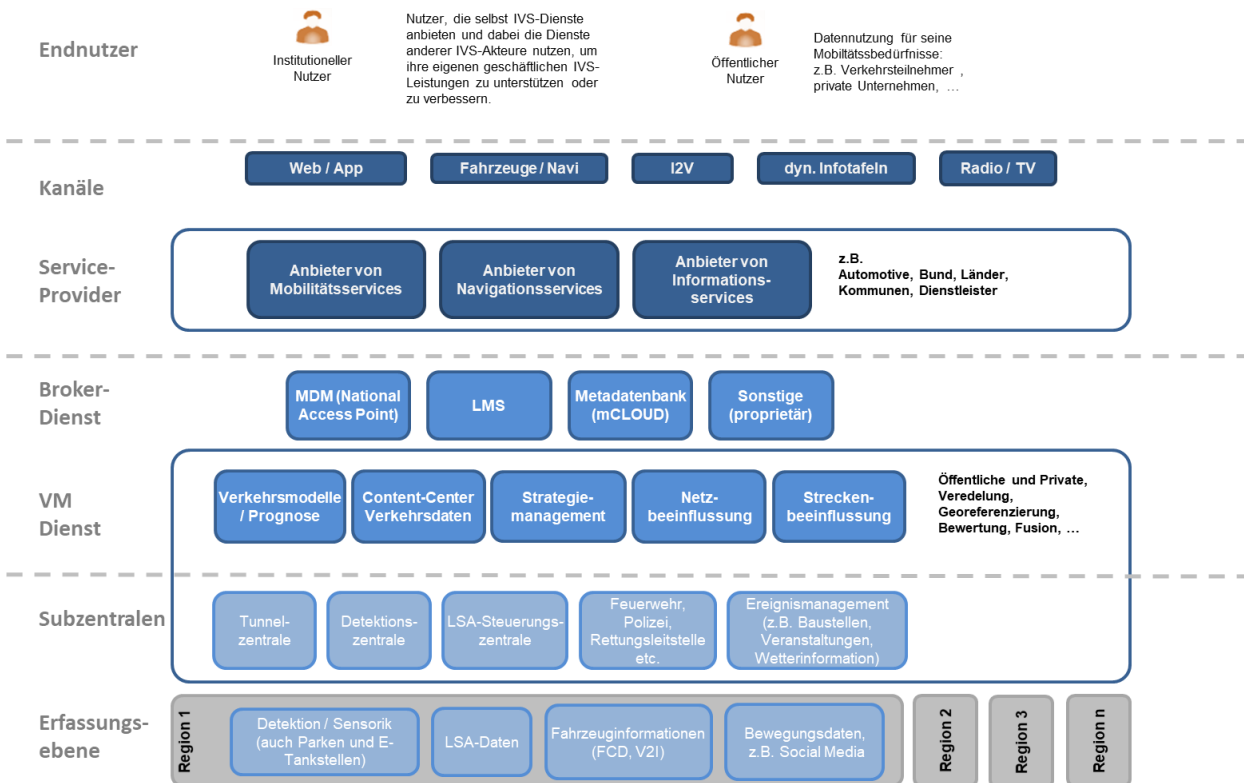 Endnutzer
Institutioneller
Nutzer
Nutzer, die selbst IVS-Dienste
anbieten und dabei die Dienste
anderer IVS-Akteure nutzen, um
ihre eigenen geschäftlichen IVS-
Leistungen zu unterstützen oder
zu verbessern.
Öffentlicher
Nutzer
Datennutzung für seine
Mobilitätssbedürfnisse:
z.B. Verkehrsteilnehmer ,
private Unternehmen, …
Kanäle
Web / App
Fahrzeuge / Navi
I2V
dyn. Infotafeln
Radio / TV
Service-
Provider
Anbieter von
Mobilitätsservices
Anbieter von
Navigationsservices
Anbieter von
Informations-
services
z.B.
Automotive, Bund, Länder,
Kommunen, Dienstleister
Broker-
Dienst
MDM (National
Access Point)
LMS
Metadatenbank
(mCLOUD)
Sonstige
(proprietär)
VM
Dienst
Verkehrsmodelle
/ Prognose
Content-Center
Verkehrsdaten
Strategie-
management
Netz-
beeinflussung
Strecken-
beeinflussung
Öffentliche und Private,
Veredelung,
Georeferenzierung,
Bewertung, Fusion, …
Subzentralen
Tunnel-
zentrale
Detektions-
zentrale
LSA-Steuerungs-
zentrale
Feuerwehr,
Polizei,
Rettungsleitstelle
etc.
Ereignismanagement
(z.B. Baustellen,
Veranstaltungen,
Wetterinformation)
Erfassungs-
ebene
Region 1
Detektion / Sensorik
(auch Parken und E-
Tankstellen)
LSA-Daten
Fahrzeuginformationen
(FCD, V2I)
Bewegungsdaten,
z.B. Social Media
Region 2
Region 3
Region n